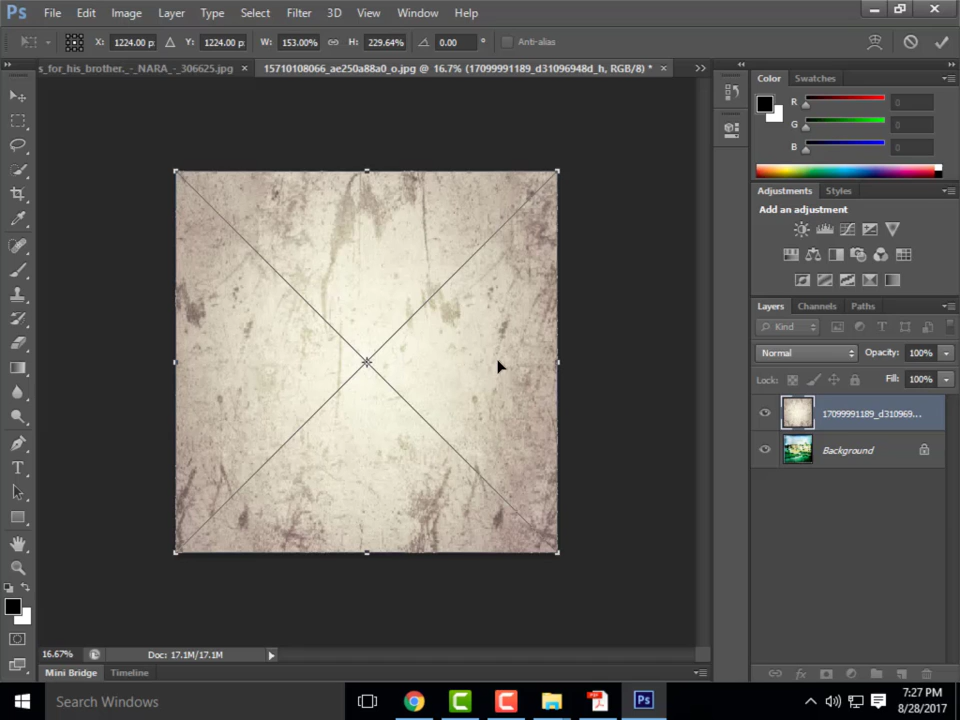 Ps File Edit Image Layer Type Select Filter 3D View Window Help
X: 1224.00 p: Y: 1224.00 p: W: 153.00% H: 229.64% 0.00 ° Anti-alias
s_for_his_brother._-_NARA_-_306625.jpg × 15710108066_ae250a88a0_o.jpg @ 16.7% (17099991189_d31096948d_h, RGB/8) * ×
Color Swatches
R 0
G 0
B 0
Adjustments Styles
Add an adjustment
Layers Channels Paths
Kind
Normal Opacity: 100%
Lock: Fill: 100%
17099991189_d310969...
Background
16.67% Doc: 17.1M/17.1M
Mini Bridge Timeline
Search Windows
7:27 PM
8/28/2017